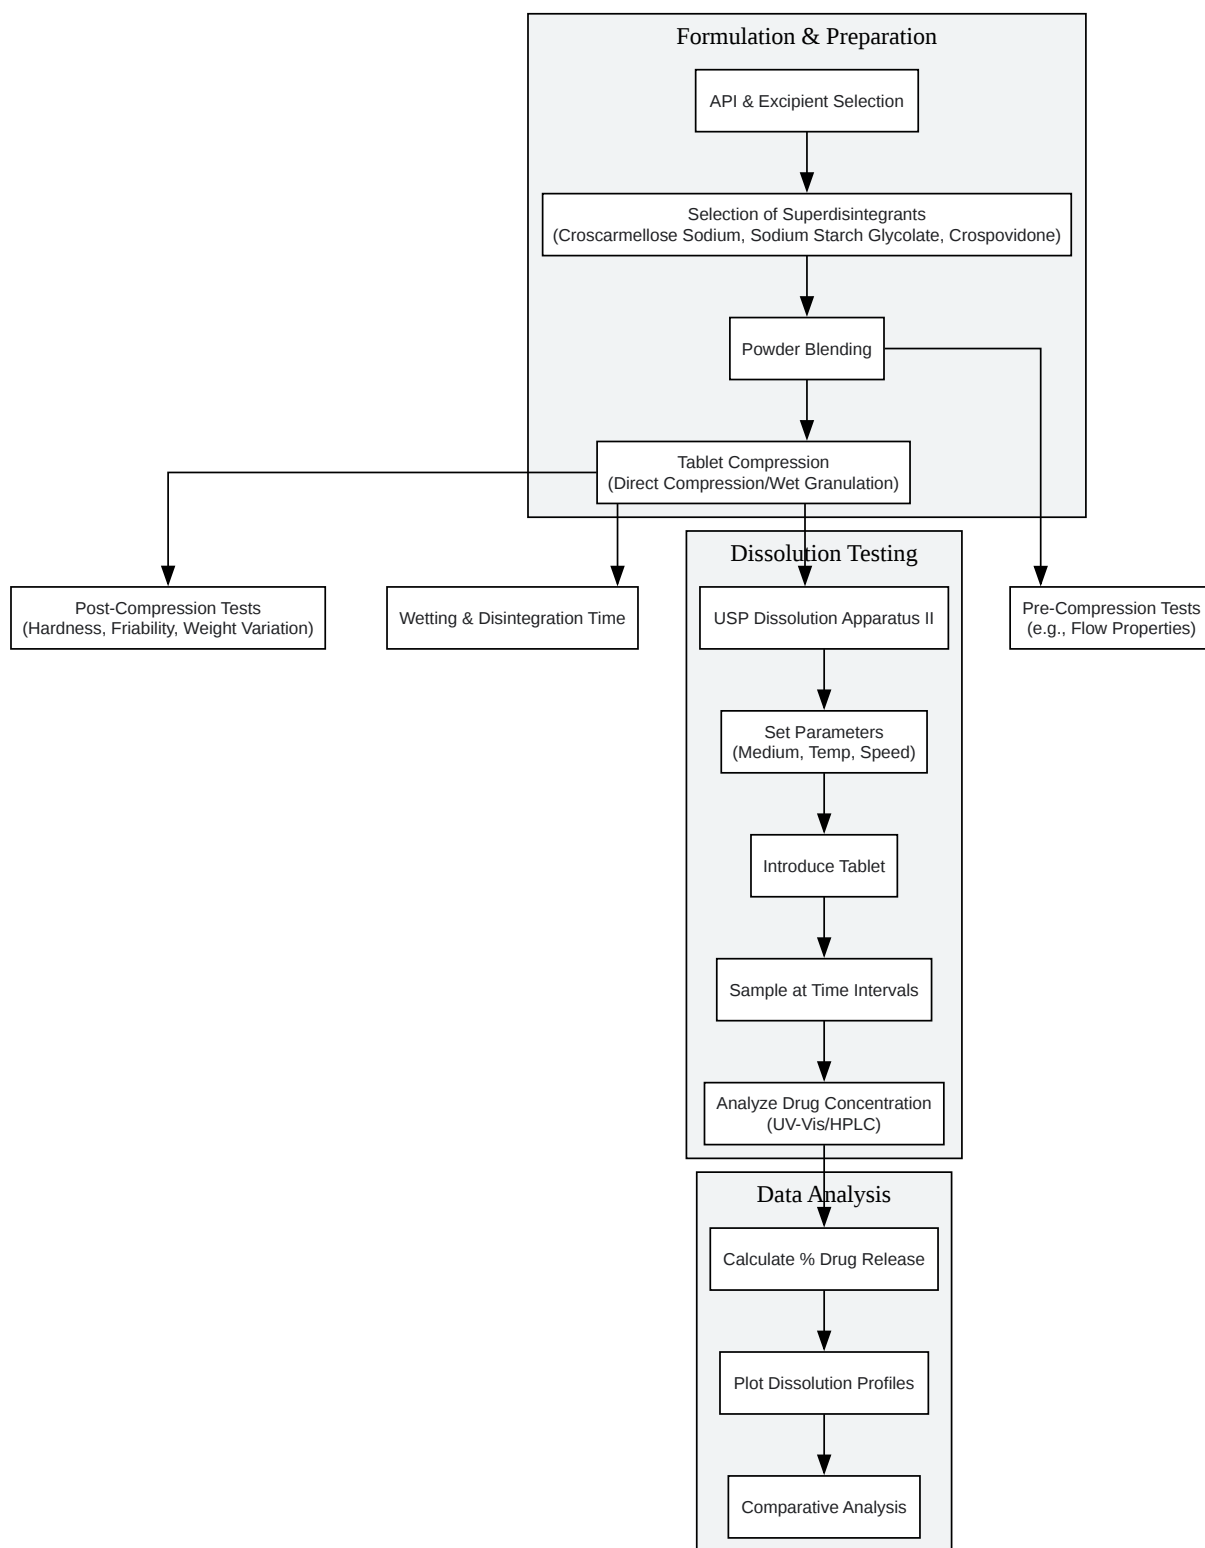 Formulation & Preparation
API & Excipient Selection
Selection of Superdisintegrants
(Croscarmellose Sodium, Sodium Starch Glycolate, Crospovidone)
Powder Blending
Tablet Compression
(Direct Compression/Wet Granulation)
Dissolution Testing
Post-Compression Tests
(Hardness, Friability, Weight Variation)
Wetting & Disintegration Time
USP Dissolution Apparatus II
Pre-Compression Tests
(e.g., Flow Properties)
Set Parameters
(Medium, Temp, Speed)
Introduce Tablet
Sample at Time Intervals
Analyze Drug Concentration
(UV-Vis/HPLC)
Data Analysis
Calculate % Drug Release
Plot Dissolution Profiles
Comparative Analysis